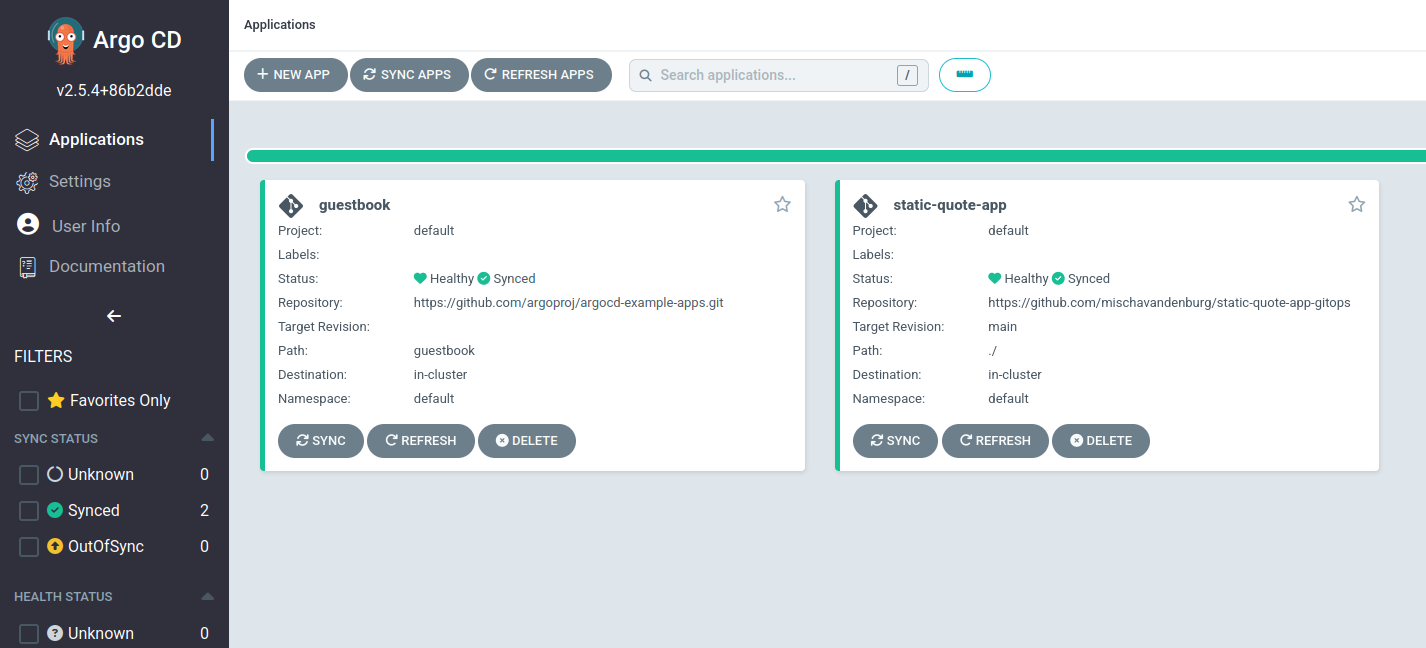 Argo CD
v2.5.4+86b2dde
Applications
Settings
User Info
Documentation
FILTERS
Favorites Only
SYNC STATUS
Unknown 0
Synced 2
OutOfSync 0
HEALTH STATUS
Unknown 0
Applications
NEW APP SYNC APPS REFRESH APPS Search applications... /
guestbook
Project: default
Labels:
Status: Healthy Synced
Repository: https://github.com/argoproj/argocd-example-apps.git
Target Revision:
Path: guestbook
Destination: in-cluster
Namespace: default
SYNC REFRESH DELETE
static-quote-app
Project: default
Labels:
Status: Healthy Synced
Repository: https://github.com/mischavandenburg/static-quote-app-gitops
Target Revision: main
Path: ./
Destination: in-cluster
Namespace: default
SYNC REFRESH DELETE